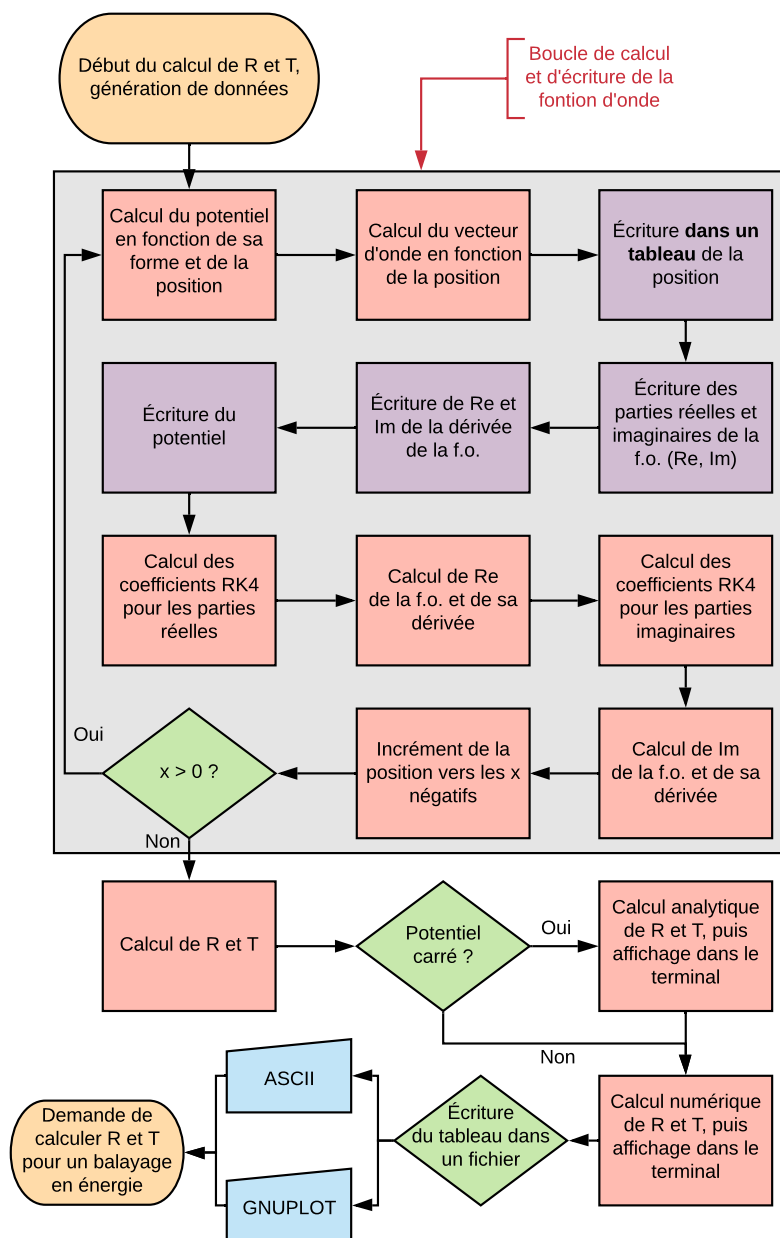 Début du calcul de R et T,
génération de données
Boucle de calcul
et d'écriture de la
fontion d'onde
Calcul du potentiel
en fonction de sa
forme et de la
position
Calcul du vecteur
d'onde en fonction
de la position
Écriture dans un
tableau de la
position
Écriture des
parties réelles et
imaginaires de la
f.o. (Re, Im)
Écriture de Re et
Im de la dérivée
de la f.o.
Écriture du
potentiel
Calcul des
coefficients RK4
pour les parties
réelles
Calcul de Re
de la f.o. et de sa
dérivée
Calcul des
coefficients RK4
pour les parties
imaginaires
Calcul de Im
de la f.o. et de sa
dérivée
Incrément de la
position vers les x
négatifs
x > 0 ?
Oui
Non
Calcul de R et T
Potentiel
carré ?
Oui
Calcul analytique
de R et T, puis
affichage dans le
terminal
Non
Calcul numérique
de R et T, puis
affichage dans le
terminal
Écriture
du tableau dans
un fichier
ASCII
GNUPLOT
Demande de
calculer R et T
pour un balayage
en énergie